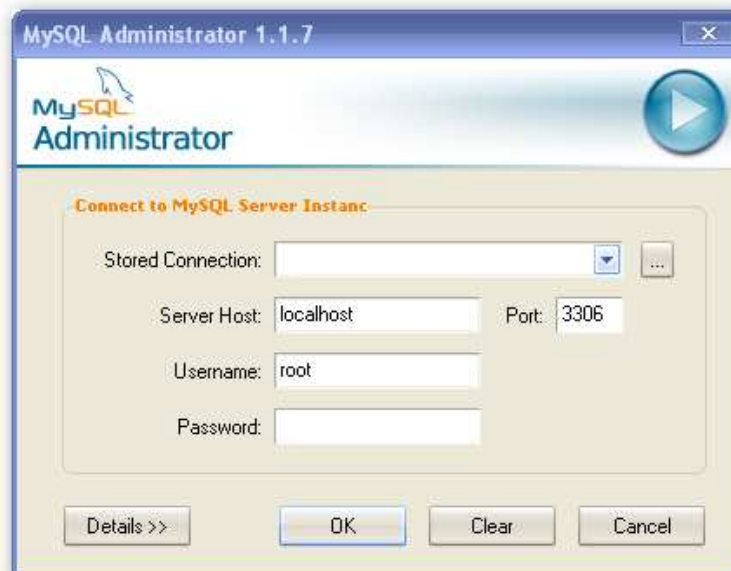 MySQL Administrator 1.1.7
MySQL
Administrator
Connect to MySQL Server Instanc
Stored Connection:
...
Server Host: localhost Port: 3306
Username: root
Password:
Details >> OK Clear Cancel